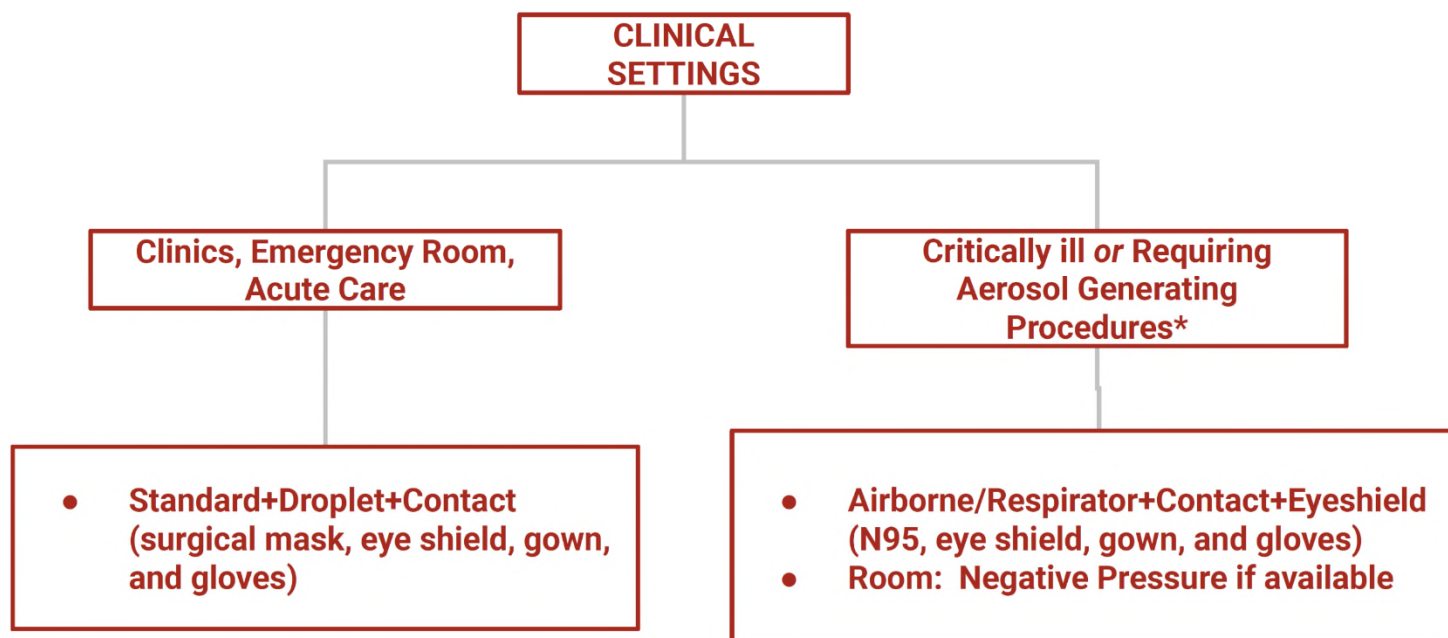 CLINICAL
SETTINGS
Clinics, Emergency Room,
Acute Care
Critically ill or Requiring
Aerosol Generating
Procedures*
● Standard+Droplet+Contact
(surgical mask, eye shield, gown,
and gloves)
● Airborne/Respirator+Contact+Eyeshield
(N95, eye shield, gown, and gloves)
● Room: Negative Pressure if available